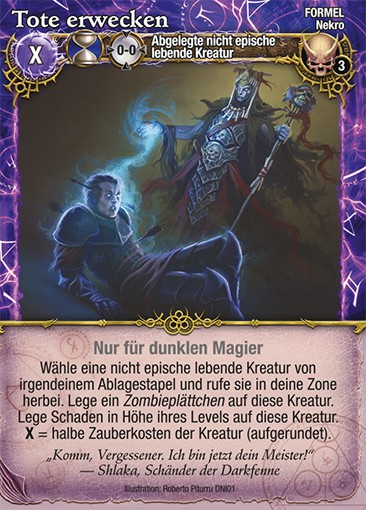 Tote erwecken
FORMEL
Nekro
X
0-0
Abgelegte nicht epische
lebende Kreatur
3
Nur für dunklen Magier
Wähle eine nicht epische lebende Kreatur von
irgendeinem Ablagestapel und rufe sie in deine Zone
herbei. Lege ein Zombieplättchen auf diese Kreatur.
Lege Schaden in Höhe ihres Levels auf diese Kreatur.
X = halbe Zauberkosten der Kreatur (aufgerundet).
„Komm, Vergessener. Ich bin jetzt dein Meister!“
— Shlaka, Schänder der Darkfenne
Illustration: Roberto Pitturru DNI01